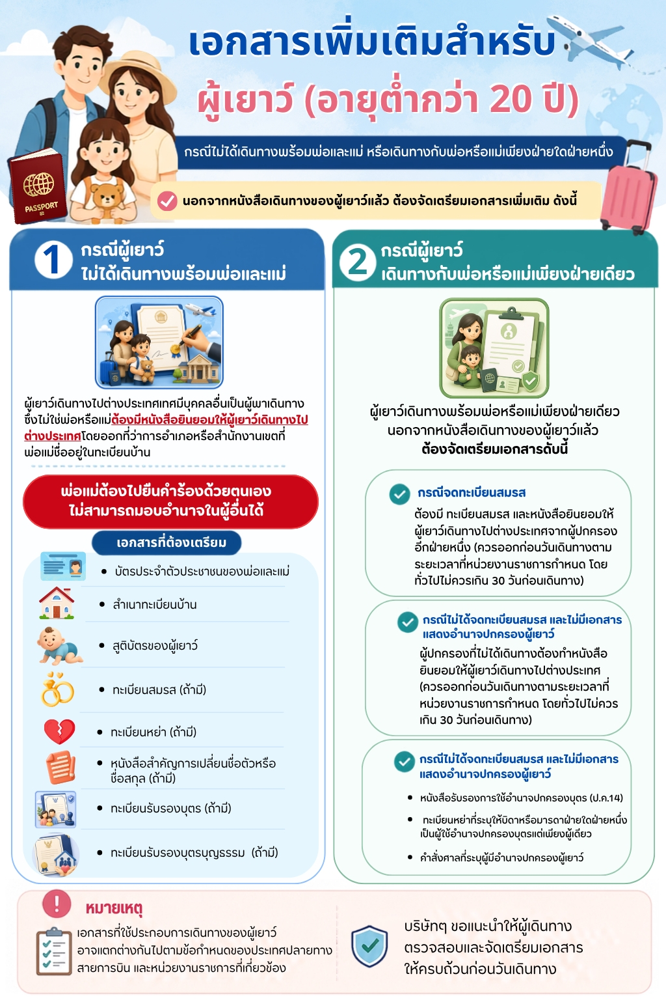 เอกสารเพิ่มเติมสำหรับ
ผู้เยาว์ (อายุต่ำกว่า 20 ปี)
กรณีไม่ได้เดินทางพร้อมพ่อและแม่ หรือเดินทางกับพ่อหรือแม่เพียงฝ่ายใดฝ่ายหนึ่ง
PASSPORT
นอกจากหนังสือเดินทางของผู้เยาว์แล้ว ต้องจัดเตรียมเอกสารเพิ่มเติม ดังนี้
1 กรณีผู้เยาว์
ไม่ได้เดินทางพร้อมพ่อและแม่
ผู้เยาว์เดินทางไปต่างประเทศเทศมีบุคคลอื่นเป็นผู้พาเดินทาง
ซึ่งไม่ใช่พ่อหรือแม่ต้องมีหนังสือยินยอมให้ผู้เยาว์เดินทางไป
ต่างประเทศโดยออกที่ว่าการอำเภอหรือสำนักงานเขตที่
พ่อแม่ชื่ออยู่ในทะเบียนบ้าน
พ่อแม่ต้องไปยืนคำร้องด้วยตนเอง
ไม่สามารถมอบอำนาจในผู้อื่นได้
เอกสารที่ต้องเตรียม
• บัตรประจำตัวประชาชนของพ่อและแม่
• สำเนาทะเบียนบ้าน
• สูติบัตรของผู้เยาว์
• ทะเบียนสมรส (ถ้ามี)
• ทะเบียนหย่า (ถ้ามี)
• หนังสือสำคัญการเปลี่ยนชื่อตัวหรือ
ชื่อสกุล (ถ้ามี)
• ทะเบียนรับรองบุตร (ถ้ามี)
• ทะเบียนรับรองบุตรบุญธรรม (ถ้ามี)
2 กรณีผู้เยาว์
เดินทางกับพ่อหรือแม่เพียงฝ่ายเดียว
ผู้เยาว์เดินทางพร้อมพ่อหรือแม่เพียงฝ่ายเดียว
นอกจากหนังสือเดินทางของผู้เยาว์แล้ว
ต้องจัดเตรียมเอกสารดับนี้
กรณีจดทะเบียนสมรส
ต้องมี ทะเบียนสมรส และหนังสือยินยอมให้
ผู้เยาว์เดินทางไปต่างประเทศจากผู้ปกครอง
อีกฝ่ายหนึ่ง (ควรออกก่อนวันเดินทางตาม
ระยะเวลาที่หน่วยงานราชการกำหนด โดย
ทั่วไปไม่ควรเกิน 30 วันก่อนเดินทาง)
กรณีไม่ได้จดทะเบียนสมรส และไม่มีเอกสาร
แสดงอำนาจปกครองผู้เยาว์
ผู้ปกครองที่ไม่ได้เดินทางต้องทำหนังสือ
ยินยอมให้ผู้เยาว์เดินทางไปต่างประเทศ
(ควรออกก่อนวันเดินทางตามระยะเวลาที่
หน่วยงานราชการกำหนด โดยทั่วไปไม่ควร
เกิน 30 วันก่อนเดินทาง)
กรณีไม่ได้จดทะเบียนสมรส และไม่มีเอกสาร
แสดงอำนาจปกครองผู้เยาว์
• หนังสือรับรองการใช้อำนาจปกครองบุตร (ป.ค.14)
• ทะเบียนหย่าที่ระบุให้บิดาหรือมารดาฝ่ายใดฝ่ายหนึ่ง
เป็นผู้ใช้อำนาจปกครองบุตรแต่เพียงผู้เดียว
• คำสั่งศาลที่ระบุผู้มีอำนาจปกครองผู้เยาว์
หมายเหตุ
เอกสารที่ใช้ประกอบการเดินทางของผู้เยาว์
อาจแตกต่างกันไปตามข้อกำหนดของประเทศปลายทาง
สายการบิน และหน่วยงานราชการที่เกี่ยวข้อง
บริษัทๆ ขอแนะนำให้ผู้เดินทาง
ตรวจสอบและจัดเตรียมเอกสาร
ให้ครบถ้วนก่อนวันเดินทาง